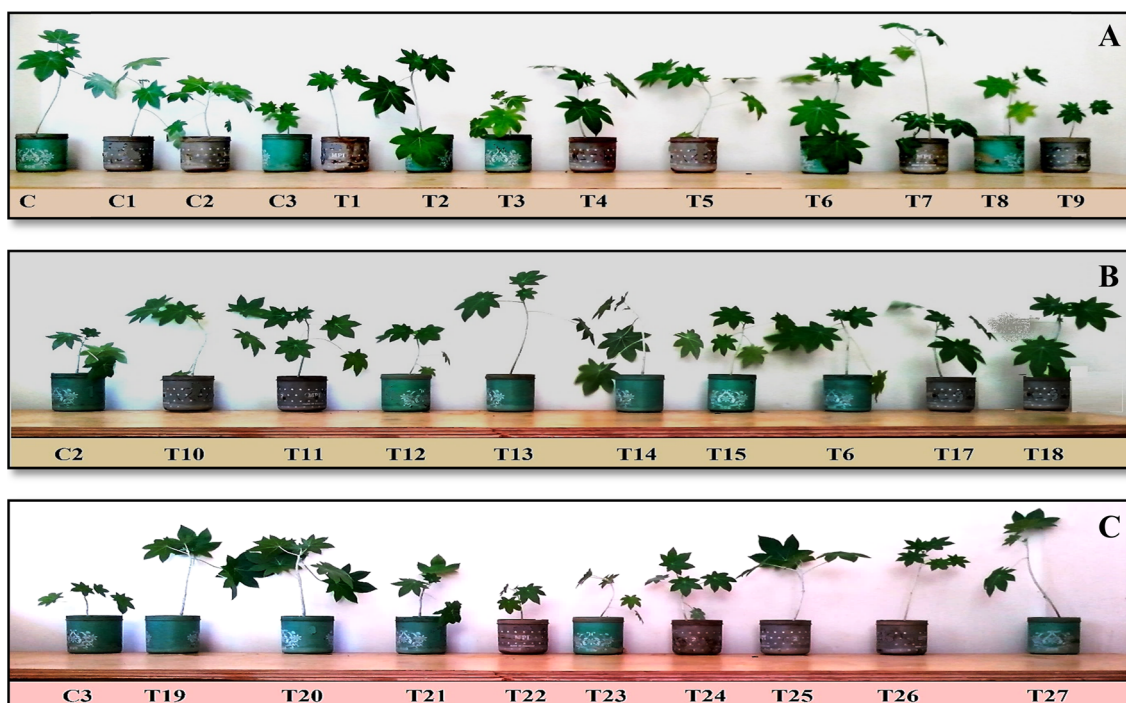 A
C C1 C2 C3 T1 T2 T3 T4 T5 T6 T7 T8 T9
B
C2 T10 T11 T12 T13 T14 T15 T6 T17 T18
C
C3 T19 T20 T21 T22 T23 T24 T25 T26 T27